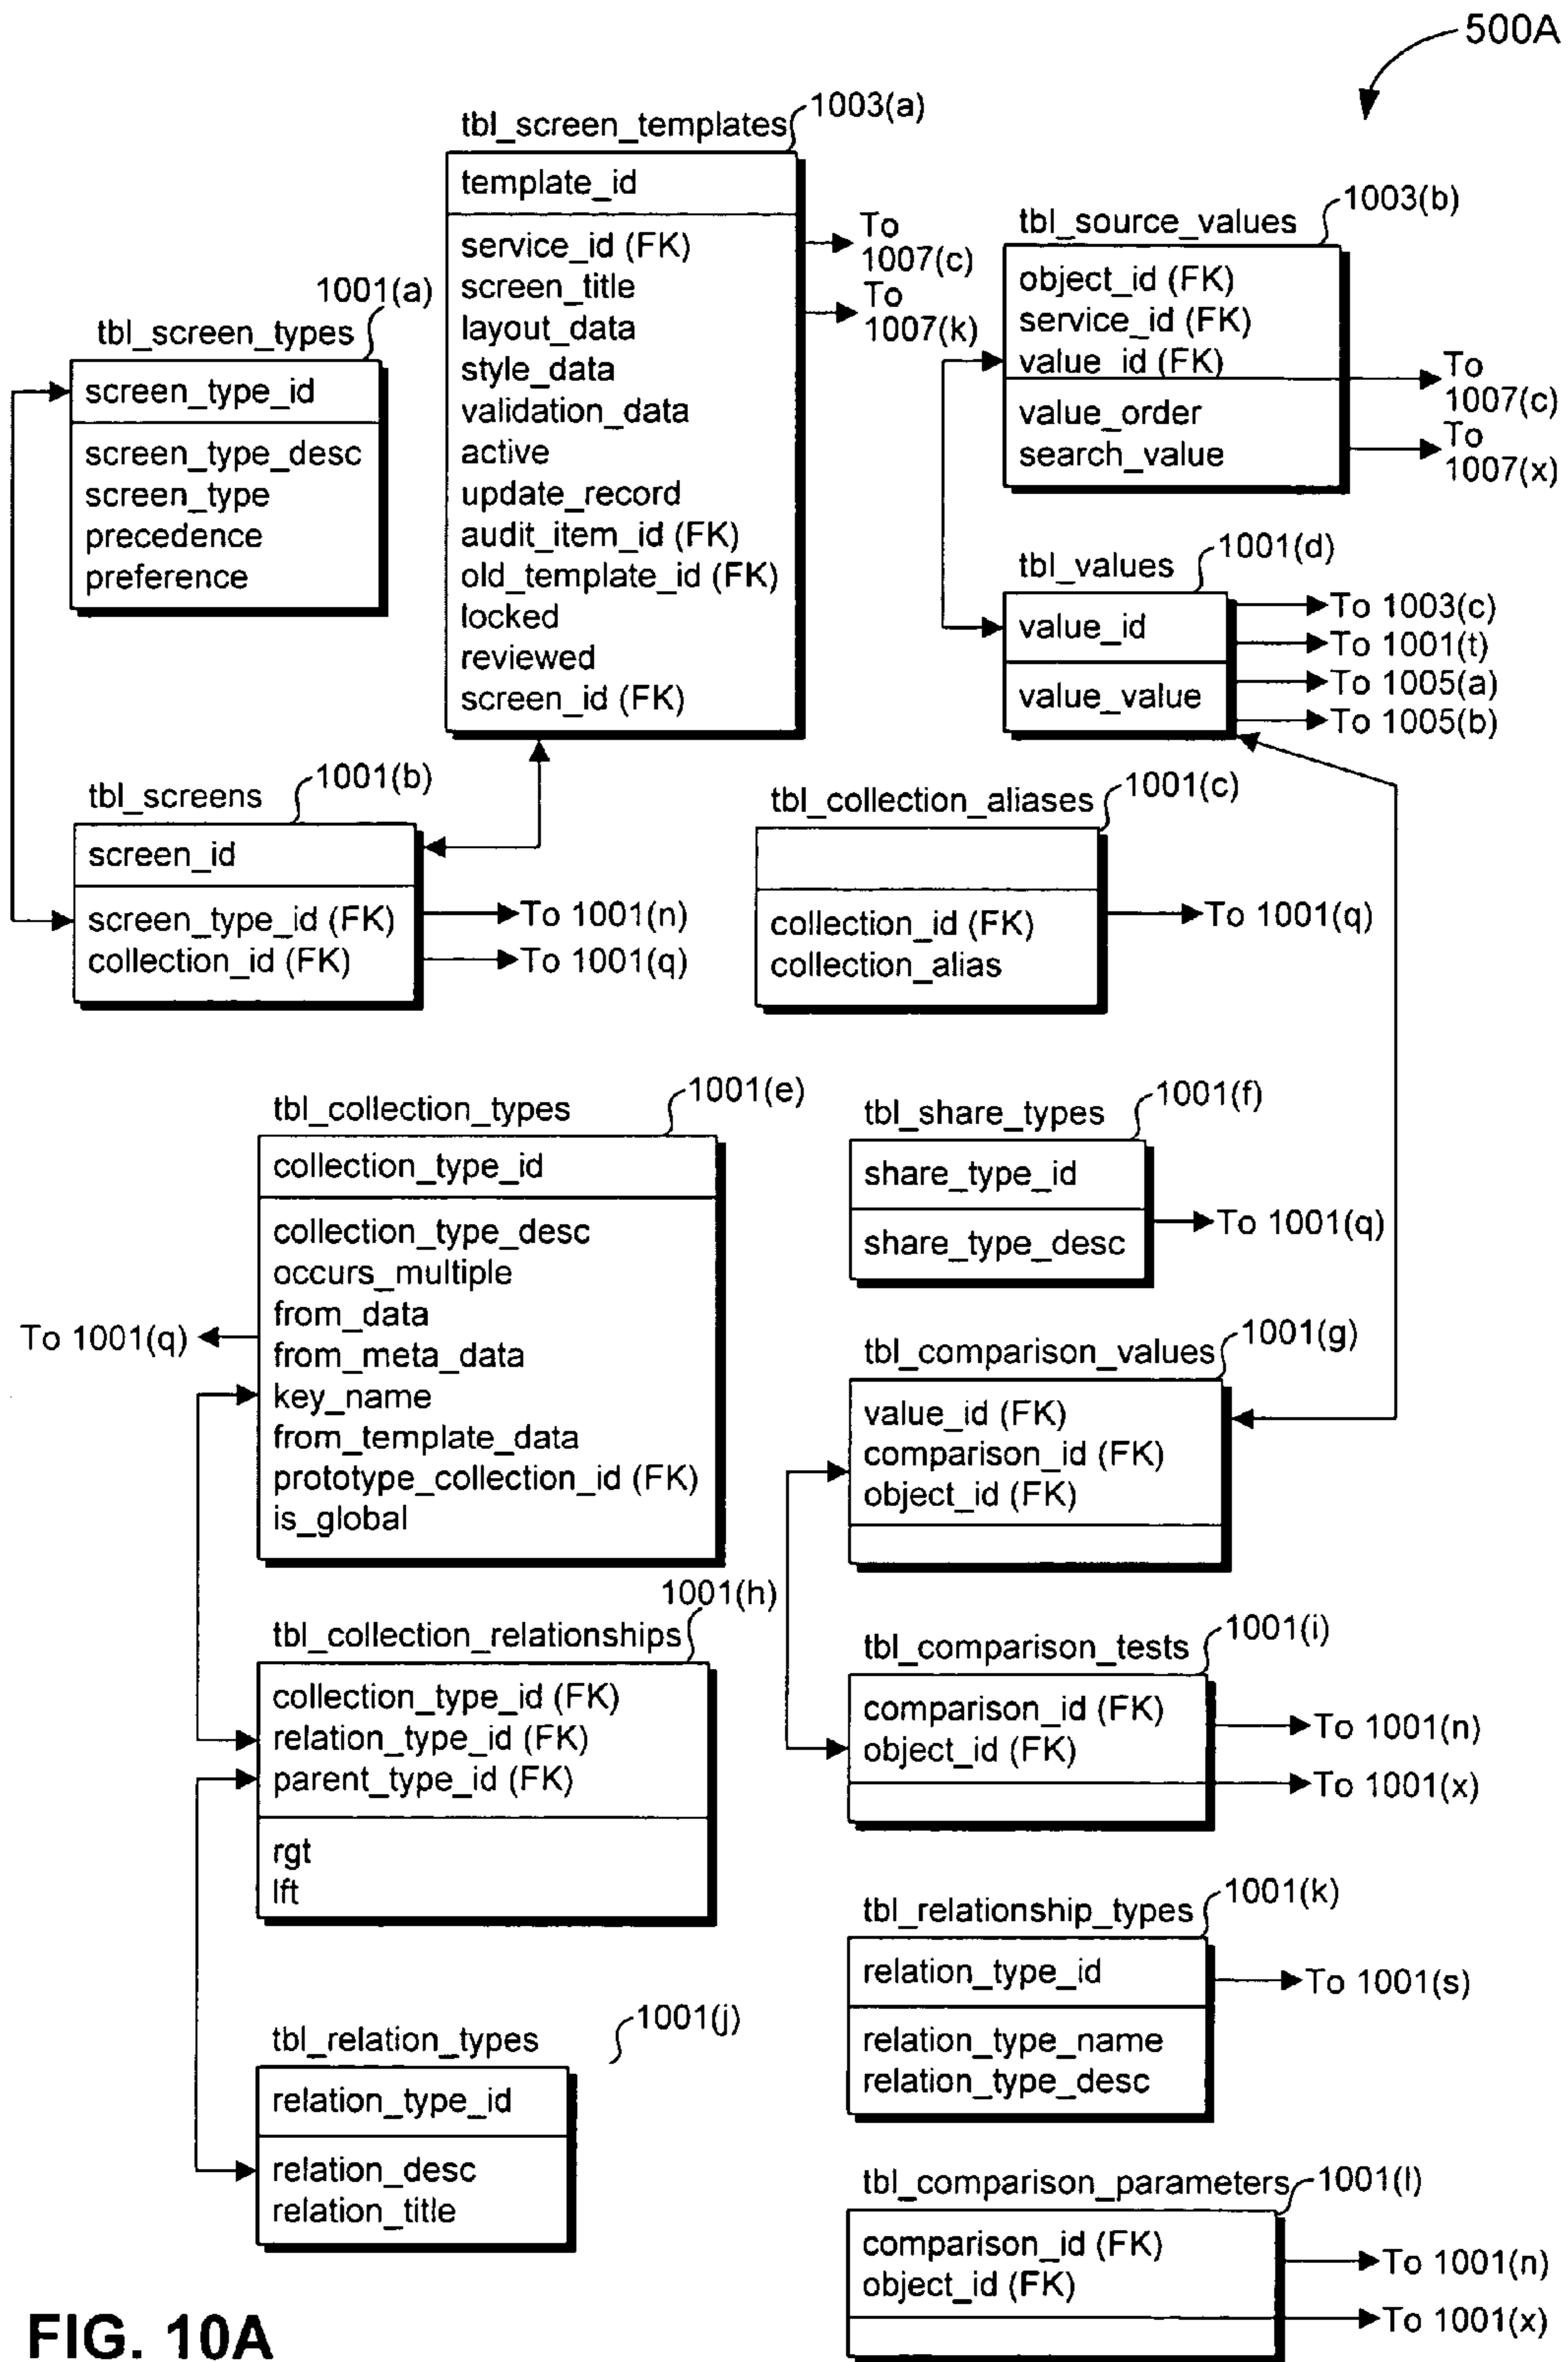 500A
1003(a)
tbl_screen_templates
template_id
service_id (FK)
screen_title
layout_data
style_data
validation_data
active
update_record
audit_item_id (FK)
old_template_id (FK)
locked
reviewed
screen_id (FK)
To
1007(c)
To
1007(k)
1003(b)
tbl_source_values
object_id (FK)
service_id (FK)
value_id (FK)
value_order
search_value
To
1007(c)
To
1007(x)
1001(a)
tbl_screen_types
screen_type_id
screen_type_desc
screen_type
precedence
preference
1001(d)
tbl_values
value_id
value_value
To 1003(c)
To 1001(t)
To 1005(a)
To 1005(b)
1001(b)
tbl_screens
screen_id
screen_type_id (FK)
collection_id (FK)
To 1001(n)
To 1001(q)
1001(c)
tbl_collection_aliases
collection_id (FK)
collection_alias
To 1001(q)
1001(e)
tbl_collection_types
collection_type_id
collection_type_desc
occurs_multiple
from_data
from_meta_data
key_name
from_template_data
prototype_collection_id (FK)
is_global
To 1001(q)
1001(f)
tbl_share_types
share_type_id
share_type_desc
To 1001(q)
1001(g)
tbl_comparison_values
value_id (FK)
comparison_id (FK)
object_id (FK)
1001(h)
tbl_collection_relationships
collection_type_id (FK)
relation_type_id (FK)
parent_type_id (FK)
rgt
lft
1001(i)
tbl_comparison_tests
comparison_id (FK)
object_id (FK)
To 1001(n)
To 1001(x)
1001(k)
tbl_relationship_types
relation_type_id
relation_type_name
relation_type_desc
To 1001(s)
1001(j)
tbl_relation_types
relation_type_id
relation_desc
relation_title
1001(l)
tbl_comparison_parameters
comparison_id (FK)
object_id (FK)
To 1001(n)
To 1001(x)
FIG. 10A